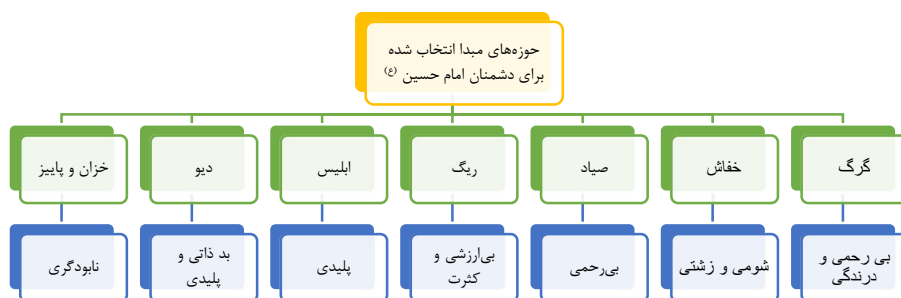 حوزه‌های مبدا انتخاب شده
برای دشمنان امام حسین (ع)
گرگ
خفاش
صیاد
ریگ
ابلیس
دیو
خزان و پاییز
بی رحمی و
درندگی
شومی و زشتی
بی‌رحمی
بی‌ارزشی و
کثرت
پلیدی
بد ذاتی و
پلیدی
نابودگری